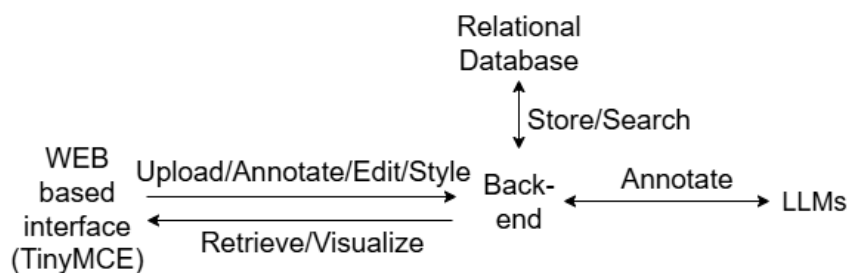 Relational
Database
Store/Search
WEB
based
interface
(TinyMCE)
Upload/Annotate/Edit/Style
Retrieve/Visualize
Back-
end
Annotate
LLMs